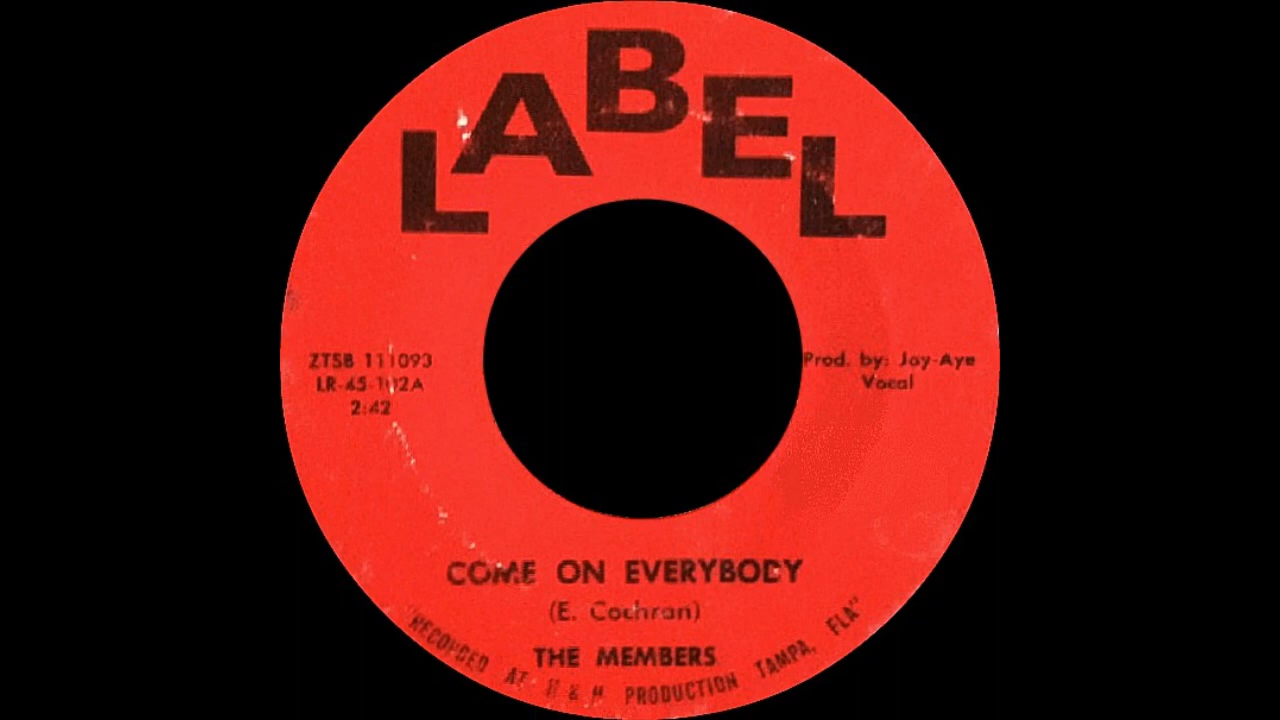 LABEL
ZTSB 111093
LR-45-102A
2:42
Prod. by: Jay-Aye
Vocal
COME ON EVERYBODY
(E. Cochran)
THE MEMBERS
"RECORDED AT H & H PRODUCTION TAMPA, FLA"